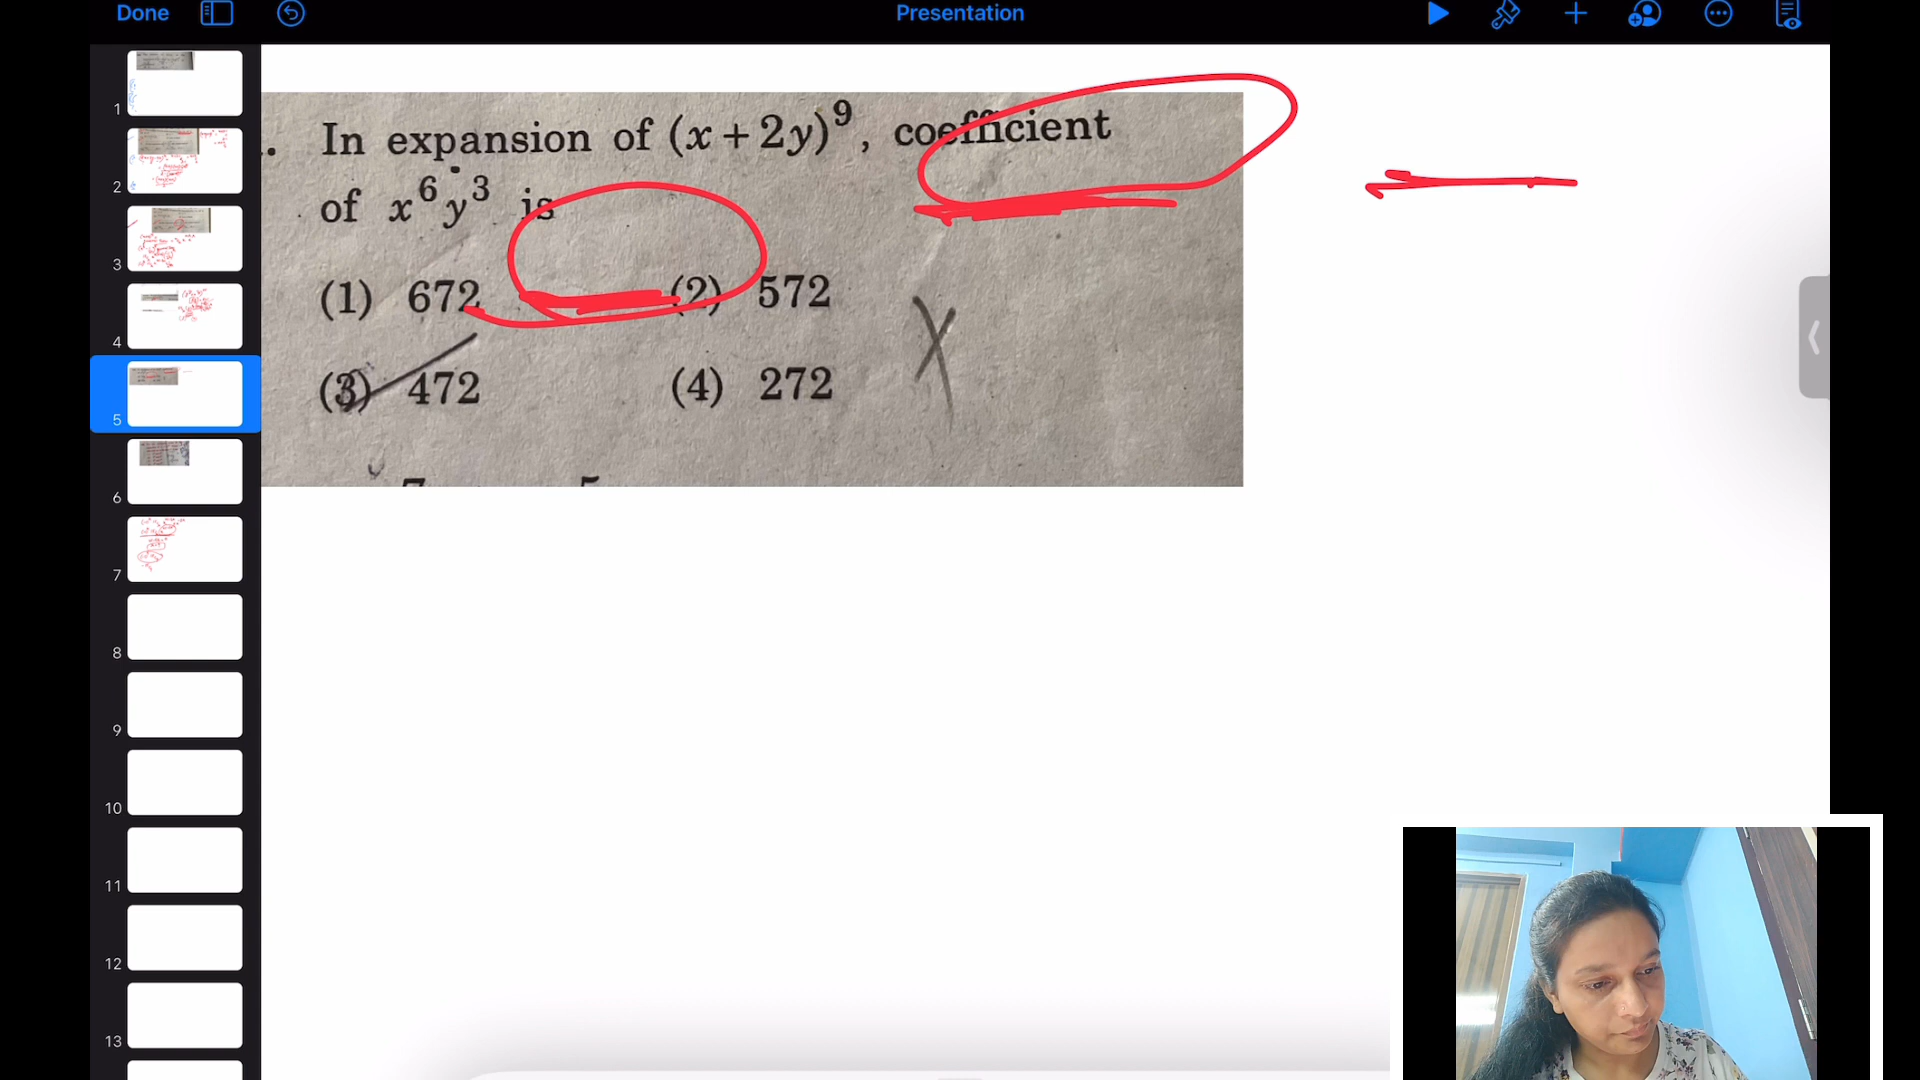 Done
Presentation
In expansion of (x + 2y)⁹, coefficient
of x⁶y³ is
(1) 672 (2) 572
(3) 472 (4) 272
1
2
3
4
5
6
7
8
9
10
11
12
13